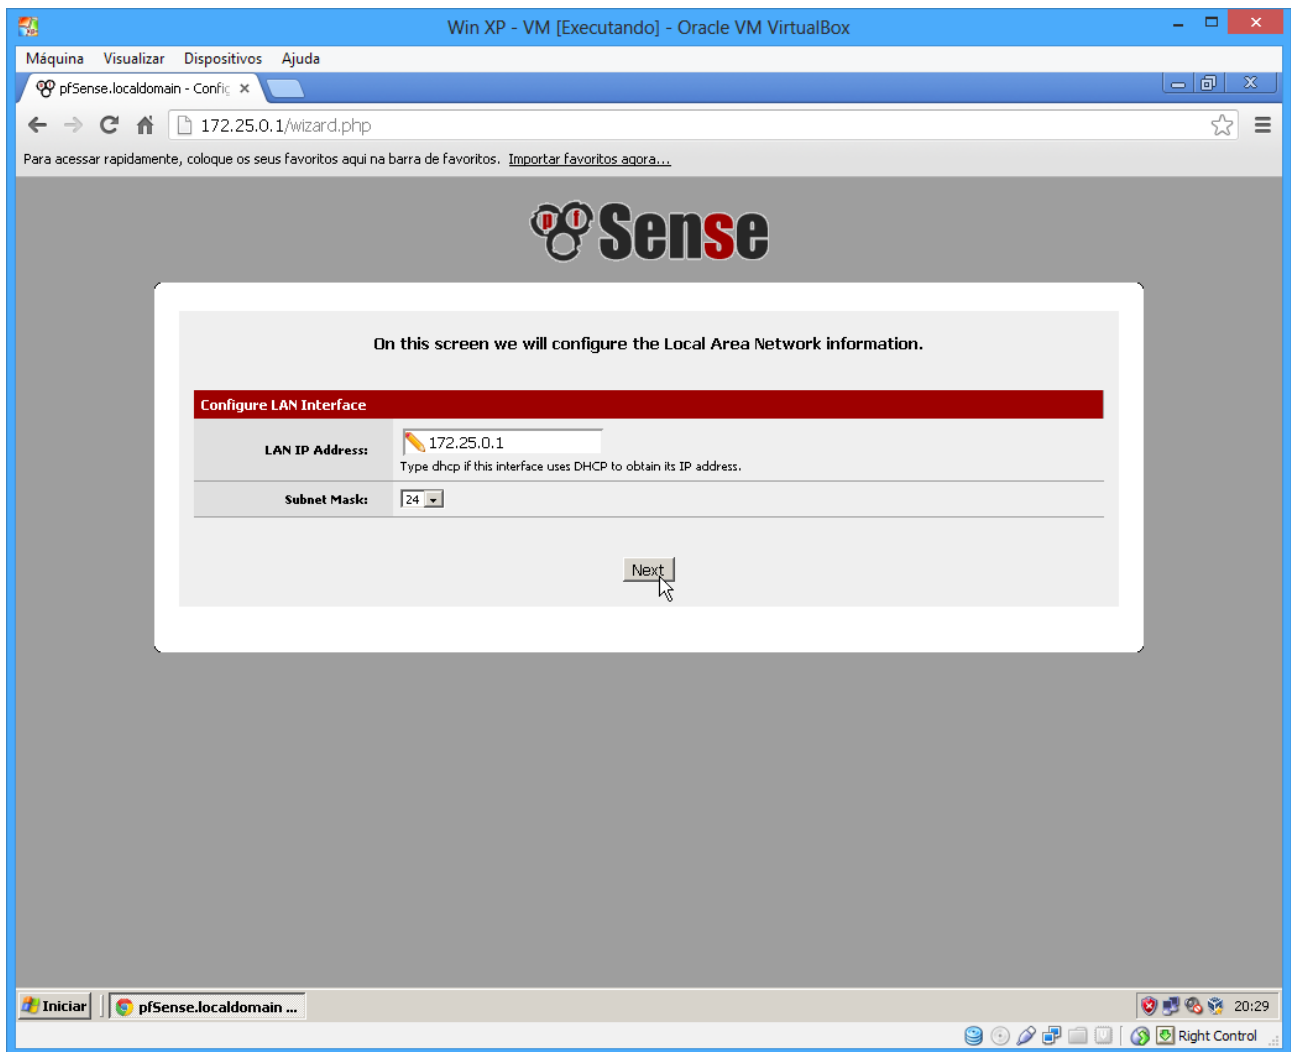 Win XP - VM [Executando] - Oracle VM VirtualBox
Máquina Visualizar Dispositivos Ajuda
pfSense.localdomain - Config
172.25.0.1/wizard.php
Para acessar rapidamente, coloque os seus favoritos aqui na barra de favoritos. Importar favoritos agora...
pf Sense
On this screen we will configure the Local Area Network information.
Configure LAN Interface
LAN IP Address: 172.25.0.1
Type dhcp if this interface uses DHCP to obtain its IP address.
Subnet Mask: 24
Next
Iniciar pfSense.localdomain ... 20:29
Right Control